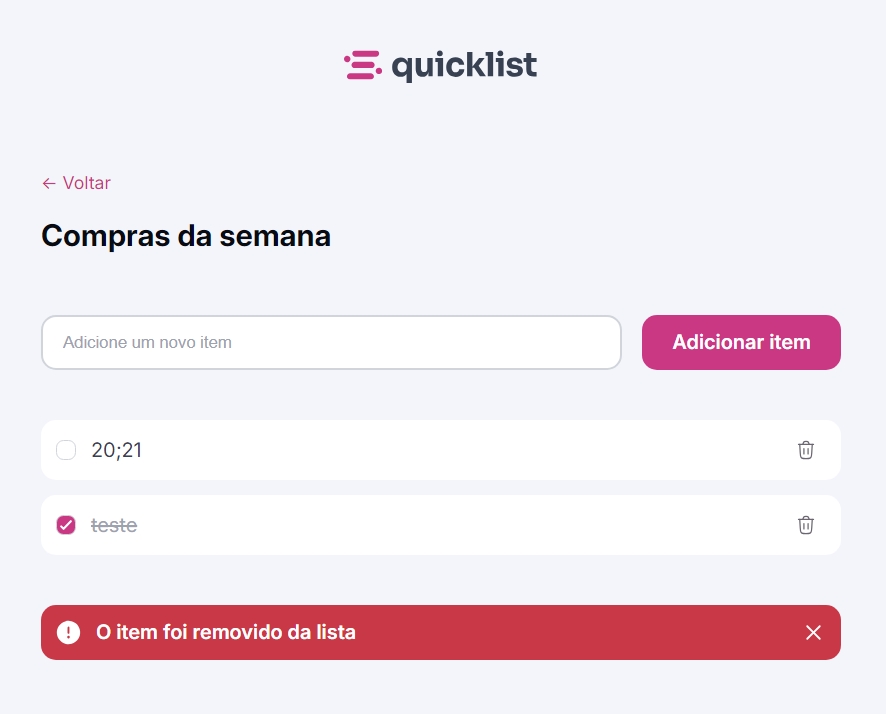 quicklist
← Voltar
Compras da semana
Adicione um novo item
Adicionar item
20;21
teste
O item foi removido da lista